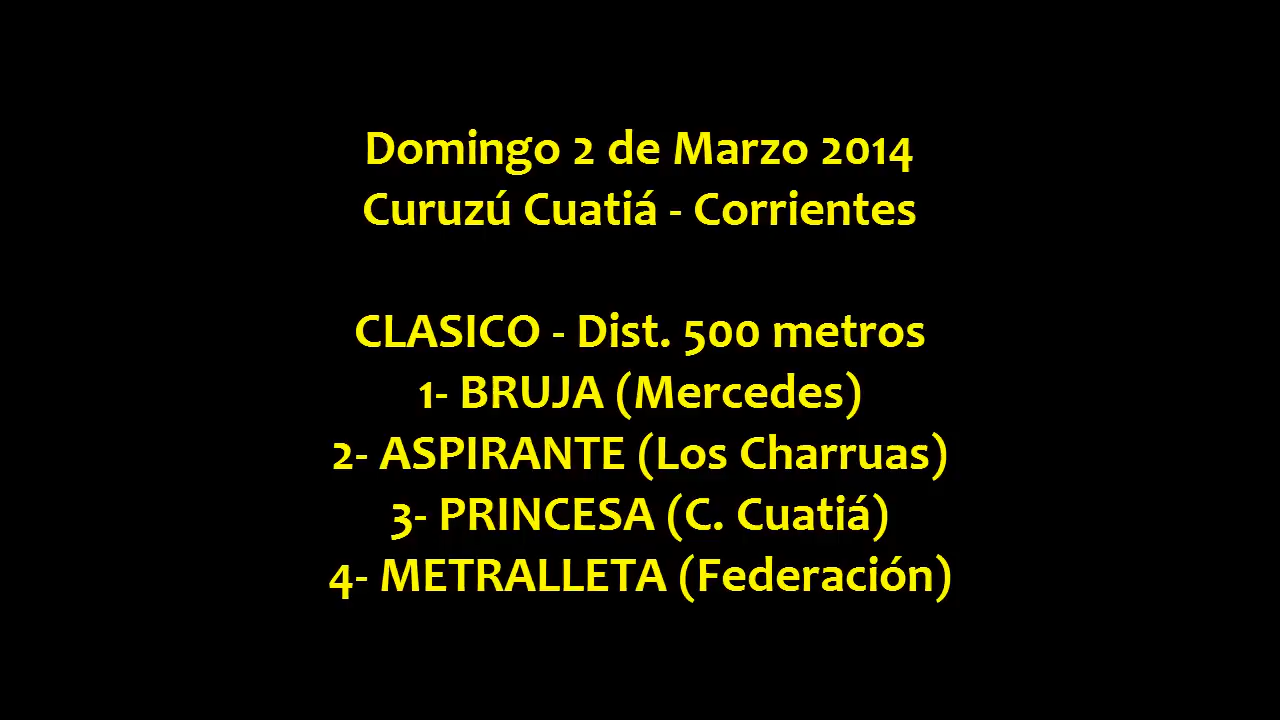 Domingo 2 de Marzo 2014
Curuzú Cuatiá - Corrientes
CLASICO - Dist. 500 metros
1- BRUJA (Mercedes)
2- ASPIRANTE (Los Charruas)
3- PRINCESA (C. Cuatiá)
4- METRALLETA (Federación)